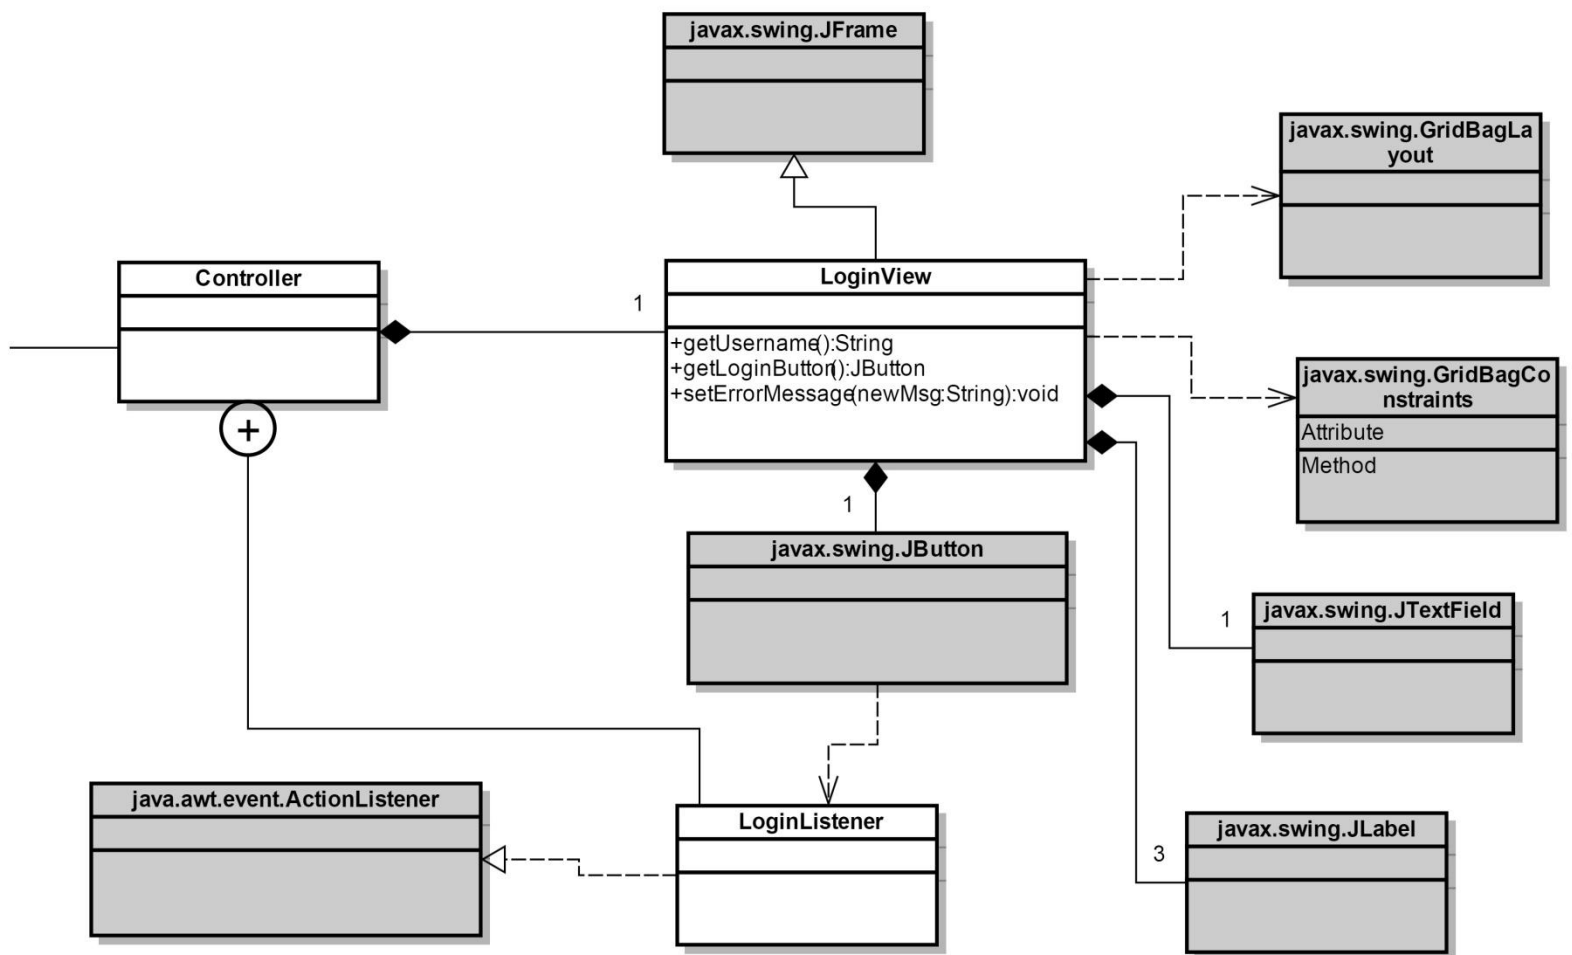 javax.swing.JFrame
javax.swing.GridBagLa
yout
Controller
1
LoginView
+getUsername():String
+getLoginButton():JButton
+setErrorMessage(newMsg:String):void
javax.swing.GridBagCo
nstraints
Attribute
Method
+
1
javax.swing.JButton
1
javax.swing.JTextField
java.awt.event.ActionListener
LoginListener
3
javax.swing.JLabel